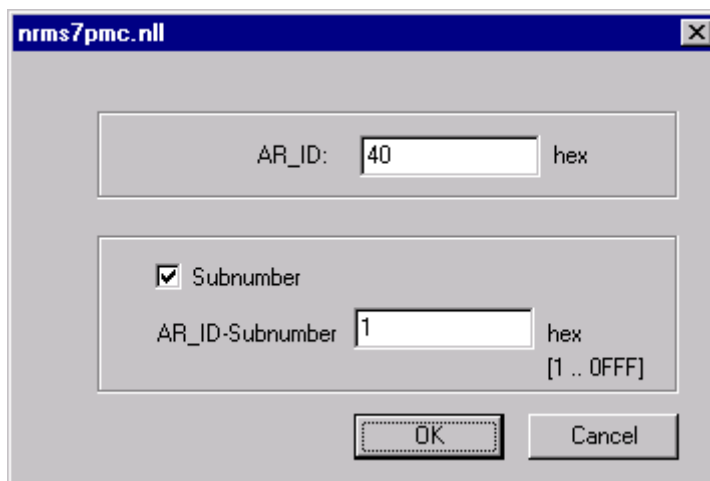 nrms7pmc.nll
AR_ID: 40 hex
Subnumber
AR_ID-Subnumber 1 hex
[1 .. 0FFF]
OK Cancel